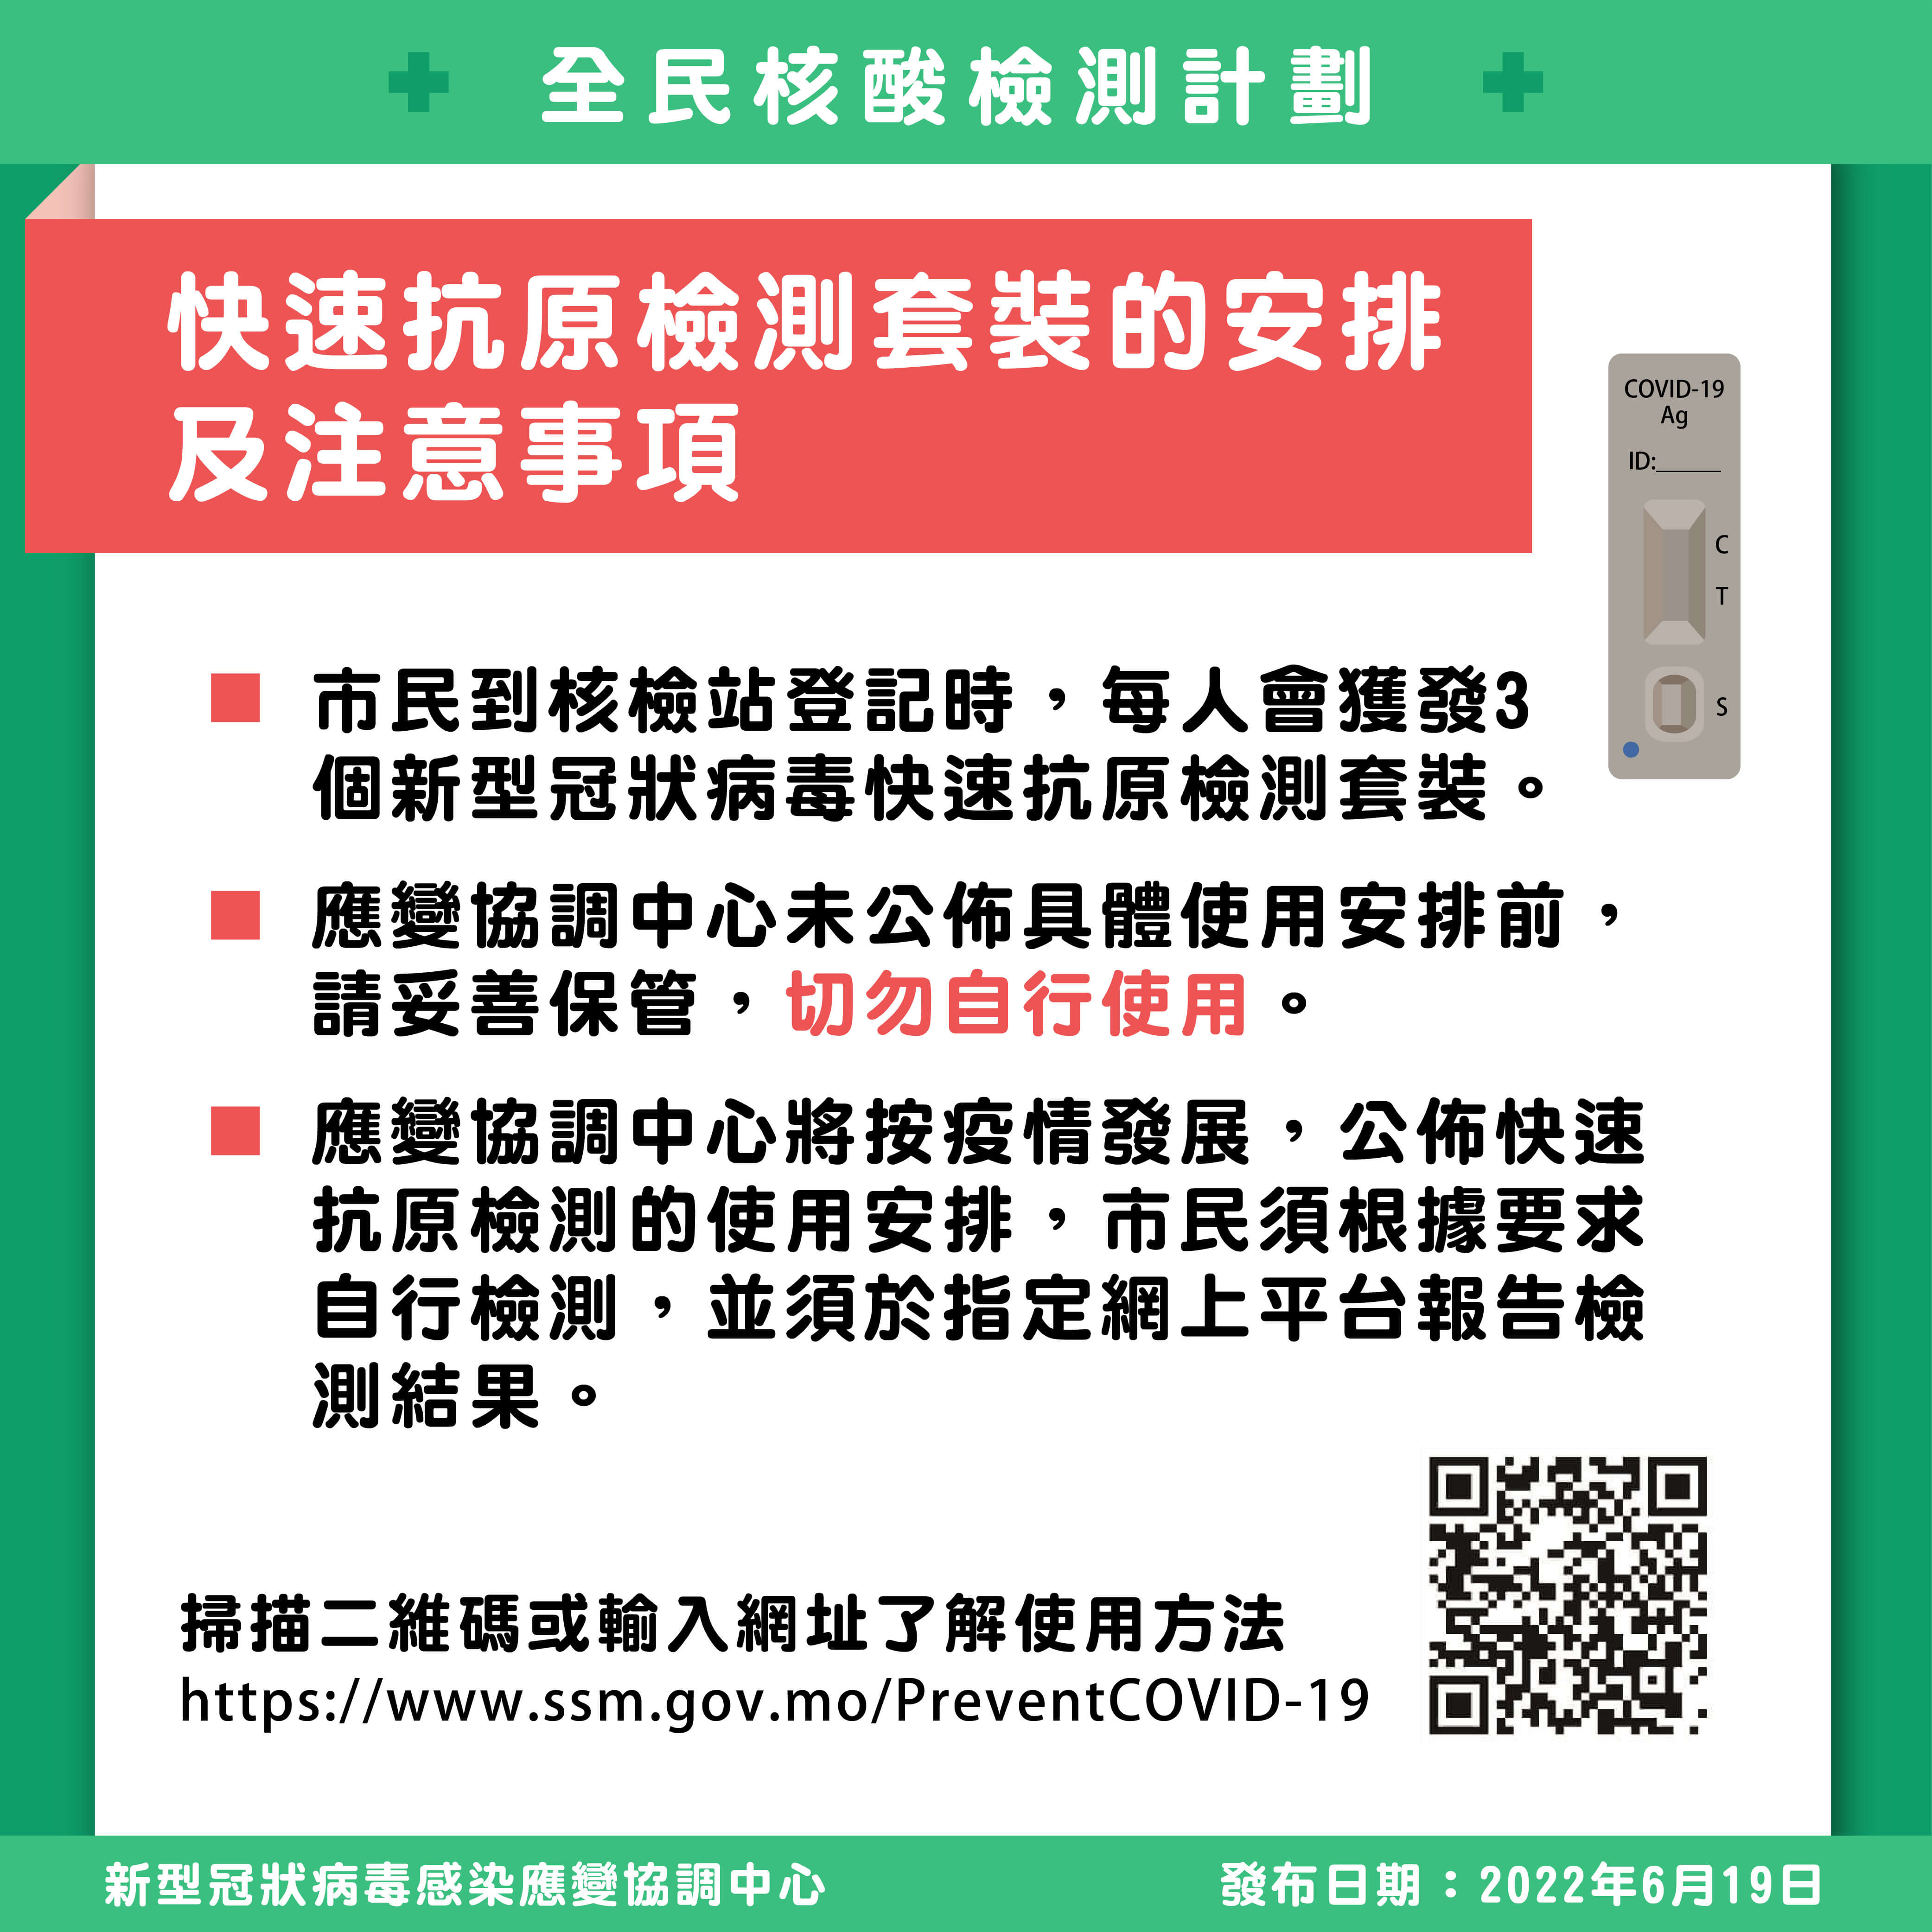 全民核酸檢測計劃
快速抗原檢測套裝的安排
及注意事項
COVID-19
Ag
ID:______
C
T
S
市民到核檢站登記時，每人會獲發3
個新型冠狀病毒快速抗原檢測套裝。
應變協調中心未公佈具體使用安排前，
請妥善保管，切勿自行使用。
應變協調中心將按疫情發展，公佈快速
抗原檢測的使用安排，市民須根據要求
自行檢測，並須於指定網上平台報告檢
測結果。
掃描二維碼或輸入網址了解使用方法
https://www.ssm.gov.mo/PreventCOVID-19
新型冠狀病毒感染應變協調中心
發布日期：2022年6月19日